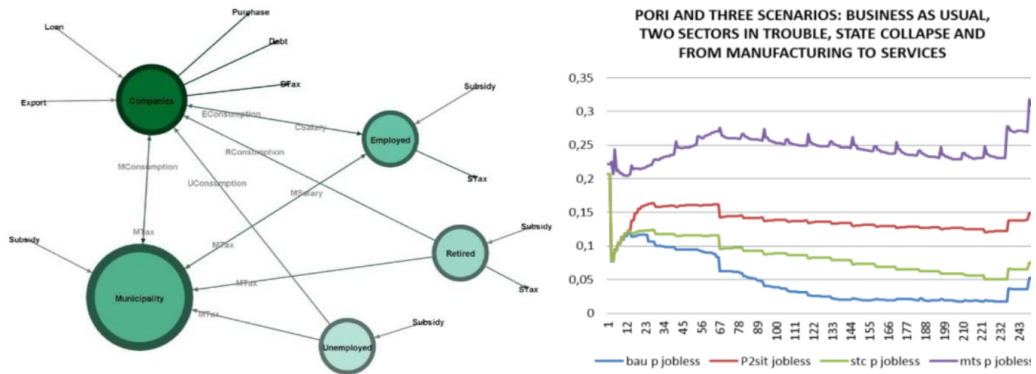 Purchase
Loan
Debt
STax
Companies
Export
Subsidy
EConsumption
CSalary
Employed
RConsumption
MConsumption
STax
UConsumption
MSalary
Subsidy
Subsidy
MTax
MTax
Retired
MTax
STax
Municipality
MTax
Subsidy
Unemployed
PORI AND THREE SCENARIOS: BUSINESS AS USUAL,
TWO SECTORS IN TROUBLE, STATE COLLAPSE AND
FROM MANUFACTURING TO SERVICES
0,35
0,3
0,25
0,2
0,15
0,1
0,05
0
1 12 23 34 45 56 67 78 89 100 111 122 133 144 155 166 177 188 199 210 221 232 243
bau p jobless P2sit jobless stc p jobless mts p jobless